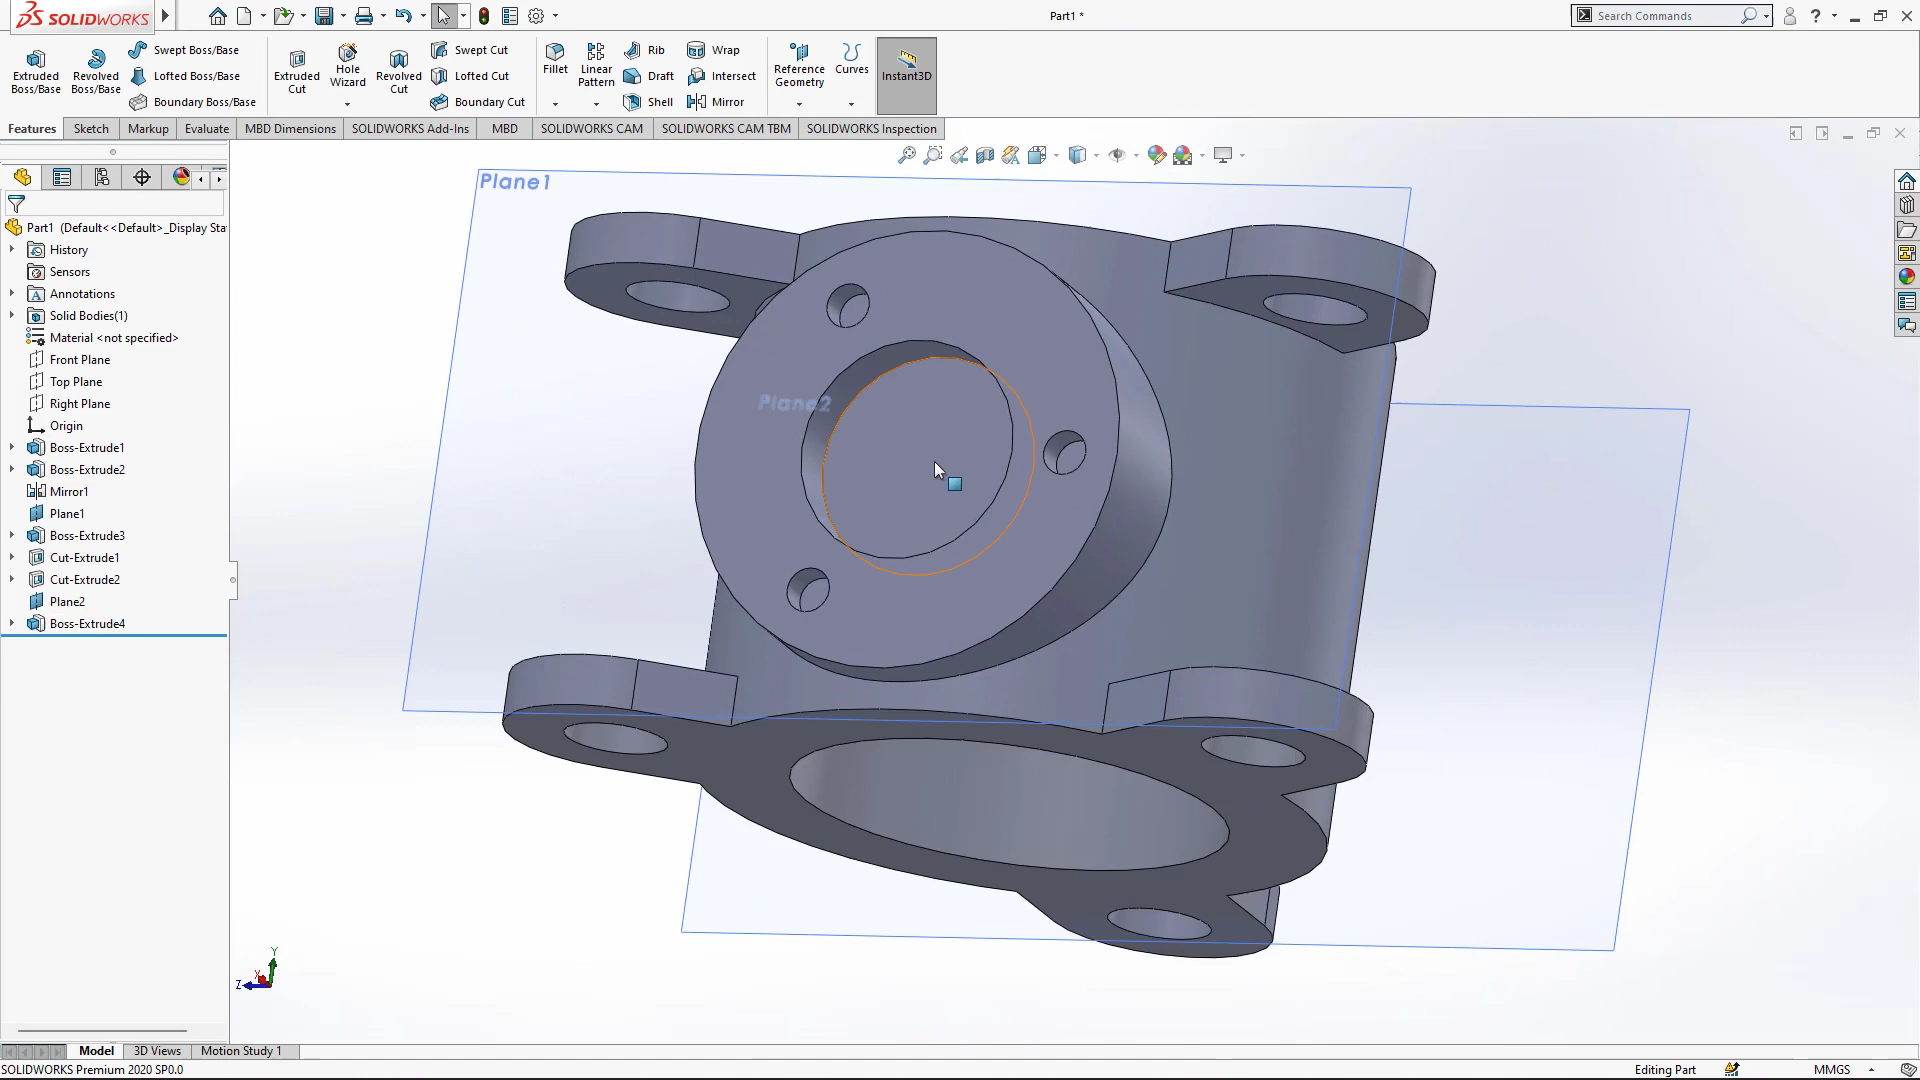 SOLIDWORKS
Part1 *
Search Commands
Extruded Boss/Base
Revolved Boss/Base
Swept Boss/Base
Lofted Boss/Base
Boundary Boss/Base
Extruded Cut
Hole Wizard
Revolved Cut
Swept Cut
Lofted Cut
Boundary Cut
Fillet
Linear Pattern
Rib
Draft
Shell
Wrap
Intersect
Mirror
Reference Geometry
Curves
Instant3D
Features
Sketch
Markup
Evaluate
MBD Dimensions
SOLIDWORKS Add-Ins
MBD
SOLIDWORKS CAM
SOLIDWORKS CAM TBM
SOLIDWORKS Inspection
Part1 (Default<<Default>_Display Sta
History
Sensors
Annotations
Solid Bodies(1)
Material <not specified>
Front Plane
Top Plane
Right Plane
Origin
Boss-Extrude1
Boss-Extrude2
Mirror1
Plane1
Boss-Extrude3
Cut-Extrude1
Cut-Extrude2
Plane2
Boss-Extrude4
Plane1
Plane2
Y
X
Z
Model
3D Views
Motion Study 1
SOLIDWORKS Premium 2020 SP0.0
Editing Part
MMGS